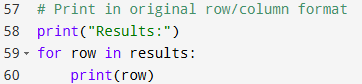 57 # Print in original row/column format
58 print("Results:")
59 for row in results:
60     print(row)